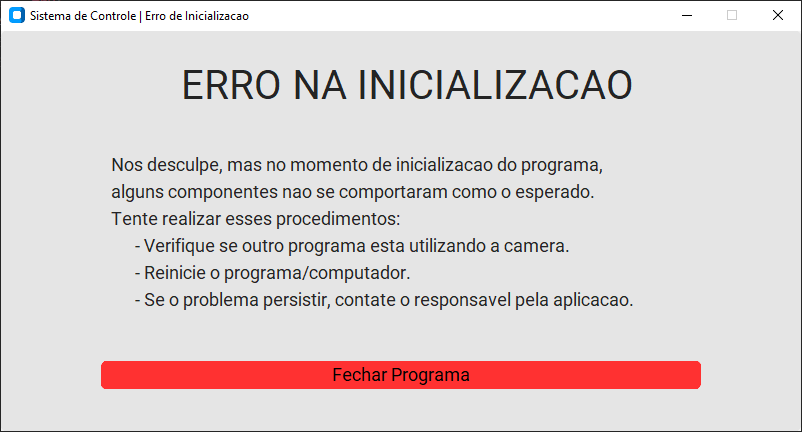 Sistema de Controle | Erro de Inicializacao
ERRO NA INICIALIZACAO
Nos desculpe, mas no momento de inicializacao do programa,
alguns componentes nao se comportaram como o esperado.
Tente realizar esses procedimentos:
- Verifique se outro programa esta utilizando a camera.
- Reinicie o programa/computador.
- Se o problema persistir, contate o responsavel pela aplicacao.
Fechar Programa